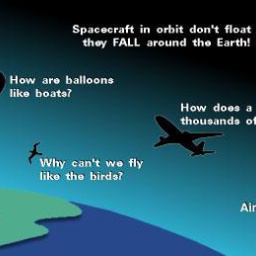 Spacecraft in orbit don't float
they FALL around the Earth!
How are balloons
like boats?
How does a
thousands of
Why can't we fly
like the birds?
Air